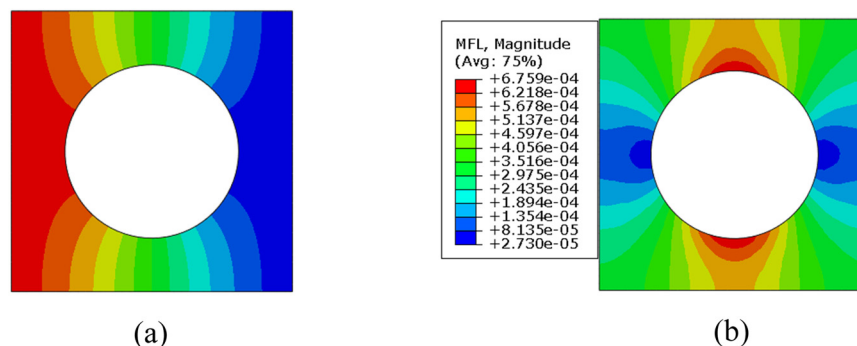 MFL, Magnitude
(Avg: 75%)
+6.759e-04
+6.218e-04
+5.678e-04
+5.137e-04
+4.597e-04
+4.056e-04
+3.516e-04
+2.975e-04
+2.435e-04
+1.894e-04
+1.354e-04
+8.135e-05
+2.730e-05
(a)
(b)